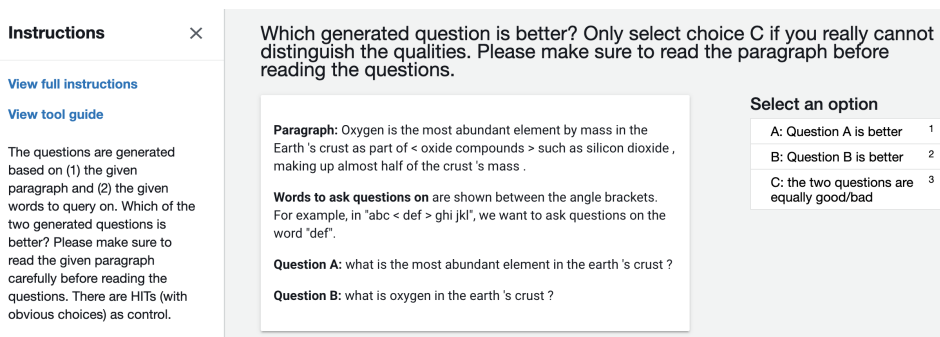 Instructions ×
View full instructions
View tool guide
The questions are generated
based on (1) the given
paragraph and (2) the given
words to query on. Which of the
two generated questions is
better? Please make sure to
read the given paragraph
carefully before reading the
questions. There are HITs (with
obvious choices) as control.
Which generated question is better? Only select choice C if you really cannot
distinguish the qualities. Please make sure to read the paragraph before
reading the questions.
Paragraph: Oxygen is the most abundant element by mass in the
Earth 's crust as part of < oxide compounds > such as silicon dioxide ,
making up almost half of the crust 's mass .
Words to ask questions on are shown between the angle brackets.
For example, in "abc < def > ghi jkl", we want to ask questions on the
word "def".
Question A: what is the most abundant element in the earth 's crust ?
Question B: what is oxygen in the earth 's crust ?
Select an option
A: Question A is better 1
B: Question B is better 2
C: the two questions are 3
equally good/bad